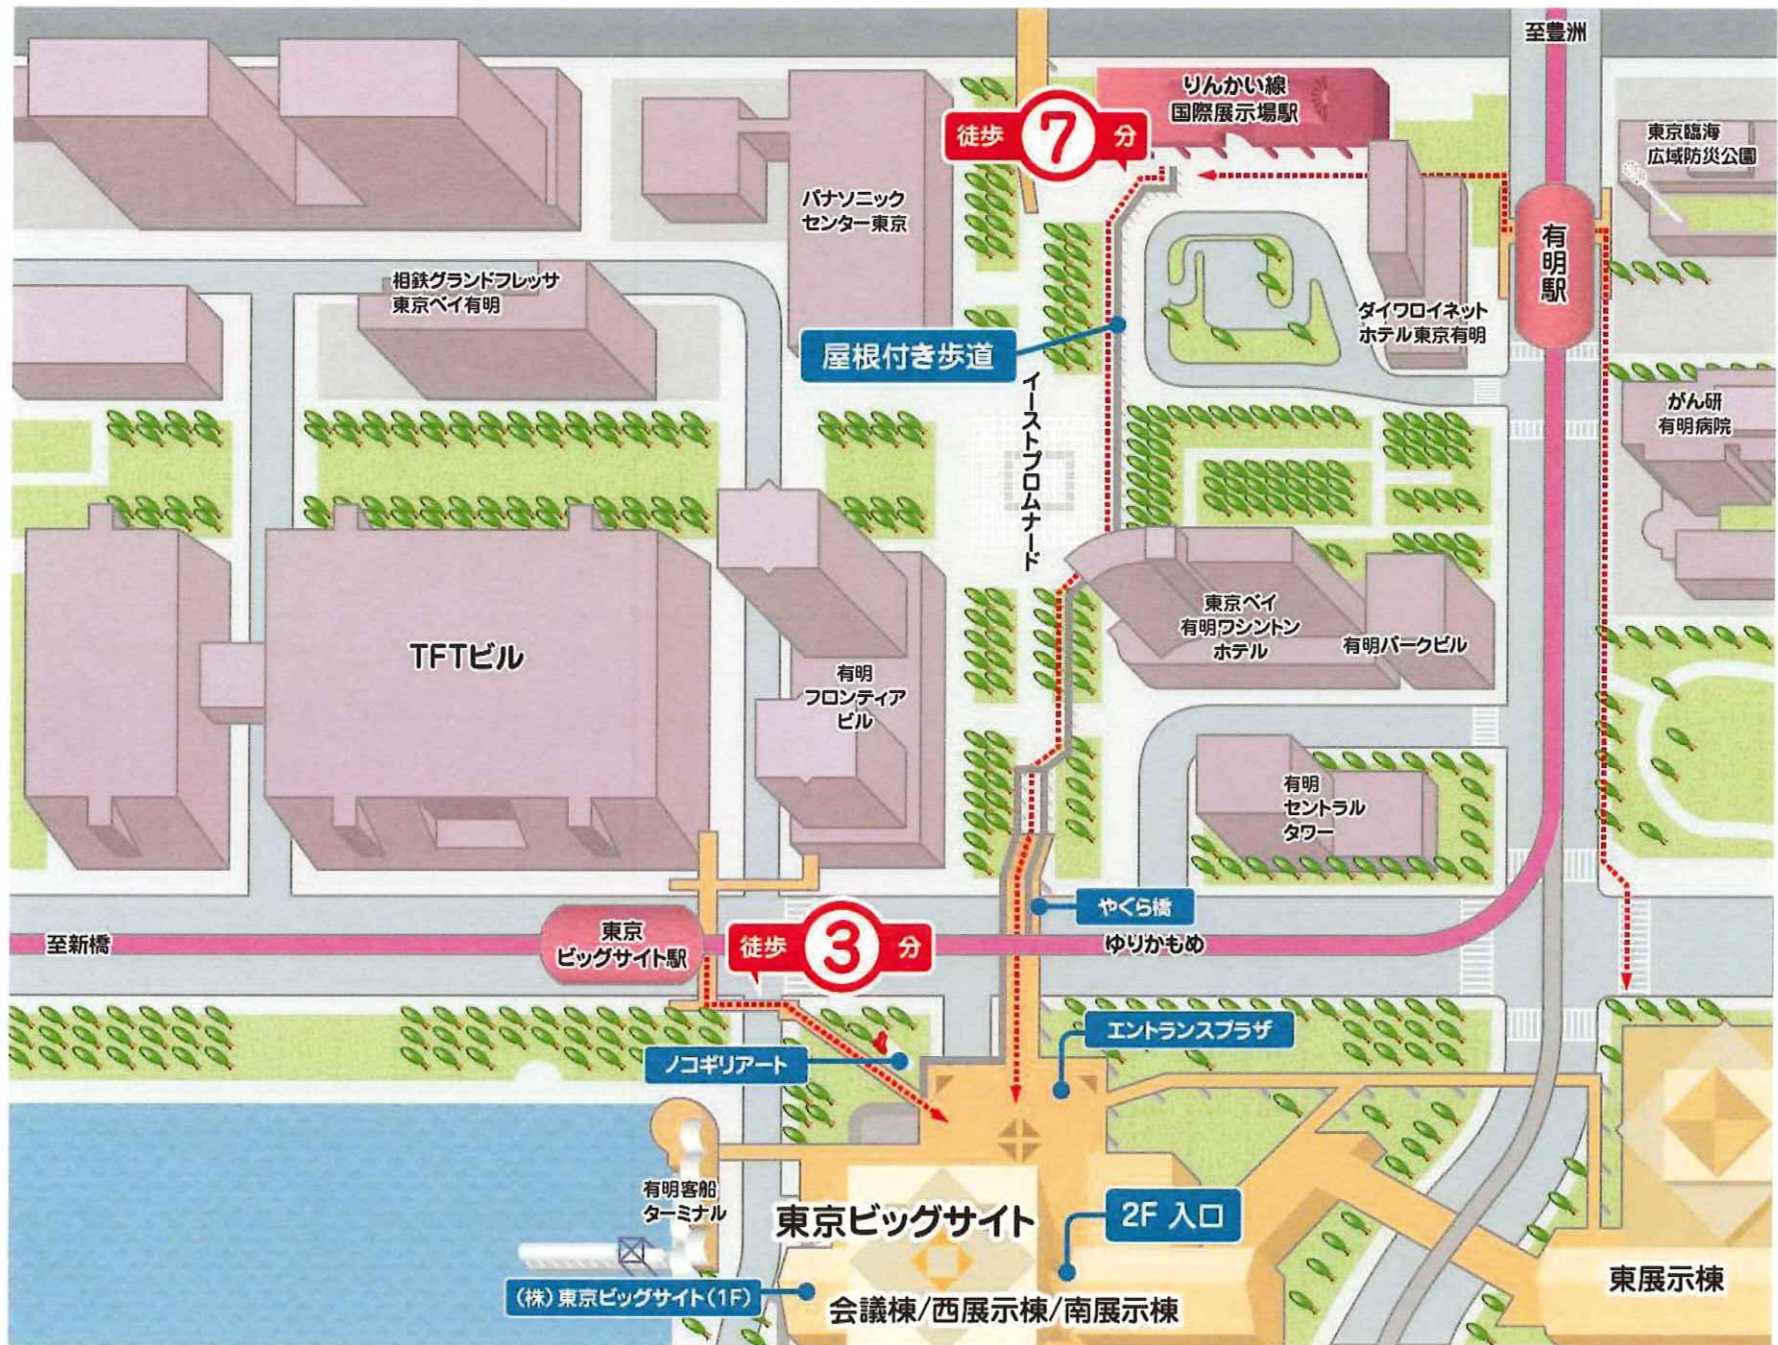 至豊洲
りんかい線
国際展示場駅
徒歩 7 分
東京臨海
広域防災公園
パナソニック
センター東京
有明駅
相鉄グランドフレッサ
東京ベイ有明
ダイワロイネット
ホテル東京有明
屋根付き歩道
イーストプロムナード
がん研
有明病院
東京ベイ
有明ワシントン
ホテル
有明パークビル
TFTビル
有明
フロンティア
ビル
有明
セントラル
タワー
やぐら橋
至新橋
東京
ビッグサイト駅
徒歩 3 分
ゆりかもめ
エントランスプラザ
ノコギリアート
有明客船
ターミナル
東京ビッグサイト
2F 入口
(株)東京ビッグサイト(1F)
会議棟/西展示棟/南展示棟
東展示棟